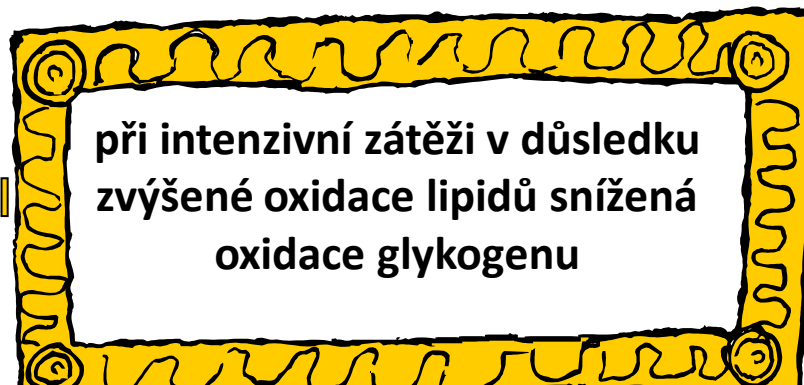 při intenzivní zátěži v důsledku
zvýšené oxidace lipidů snížená
oxidace glykogenu